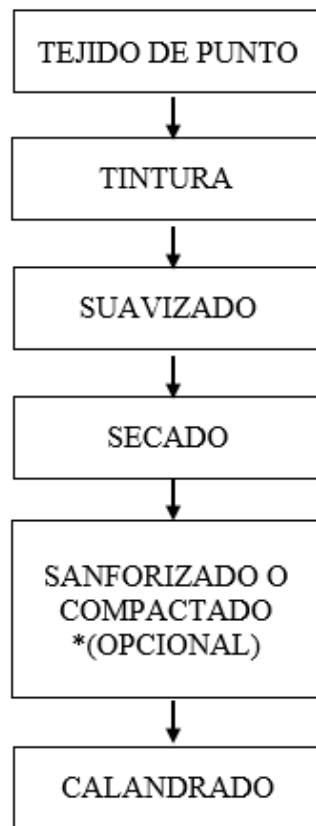 TEJIDO DE PUNTO
TINTURA
SUAVIZADO
SECADO
SANFORIZADO O
COMPACTADO
*(OPCIONAL)
CALANDRADO